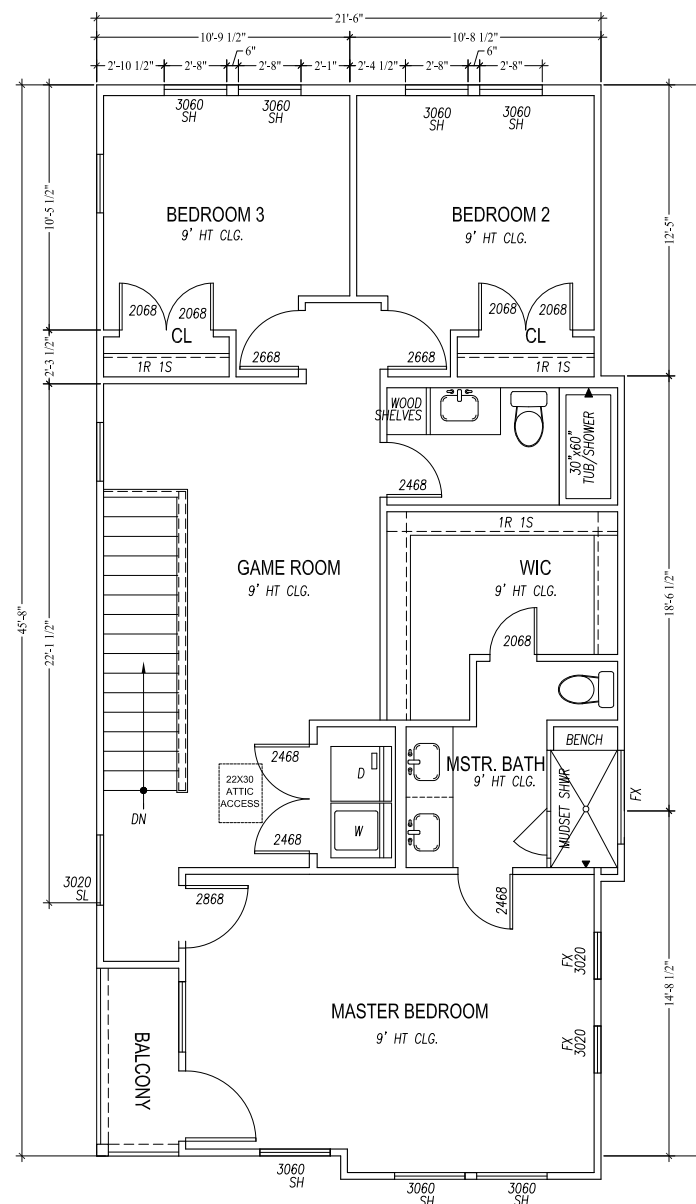 21'-6"
10'-9 1/2"
10'-8 1/2"
6"
6"
2'-10 1/2"
2'-8"
2'-8"
2'-1"
2'-4 1/2"
2'-8"
2'-8"
3060
SH
3060
SH
3060
SH
3060
SH
10'-5 1/2"
12'-5"
BEDROOM 3
9' HT CLG.
BEDROOM 2
9' HT CLG.
2068
2068
2068
2068
CL
CL
2668
2668
1R 1S
1R 1S
2'-3 1/2"
WOOD
SHELVES
30"x60"
TUB/SHOWER
2468
1R 1S
GAME ROOM
9' HT CLG.
WIC
9' HT CLG.
18'-6 1/2"
45'-8"
22'-1 1/2"
2068
2468
22X30
ATTIC
ACCESS
D
W
MSTR. BATH
9' HT CLG.
BENCH
MUDSET SHWR
FX
DN
2468
3020
SL
2868
2468
FX
3020
MASTER BEDROOM
9' HT CLG.
FX
3020
14'-8 1/2"
BALCONY
3060
SH
3060
SH
3060
SH